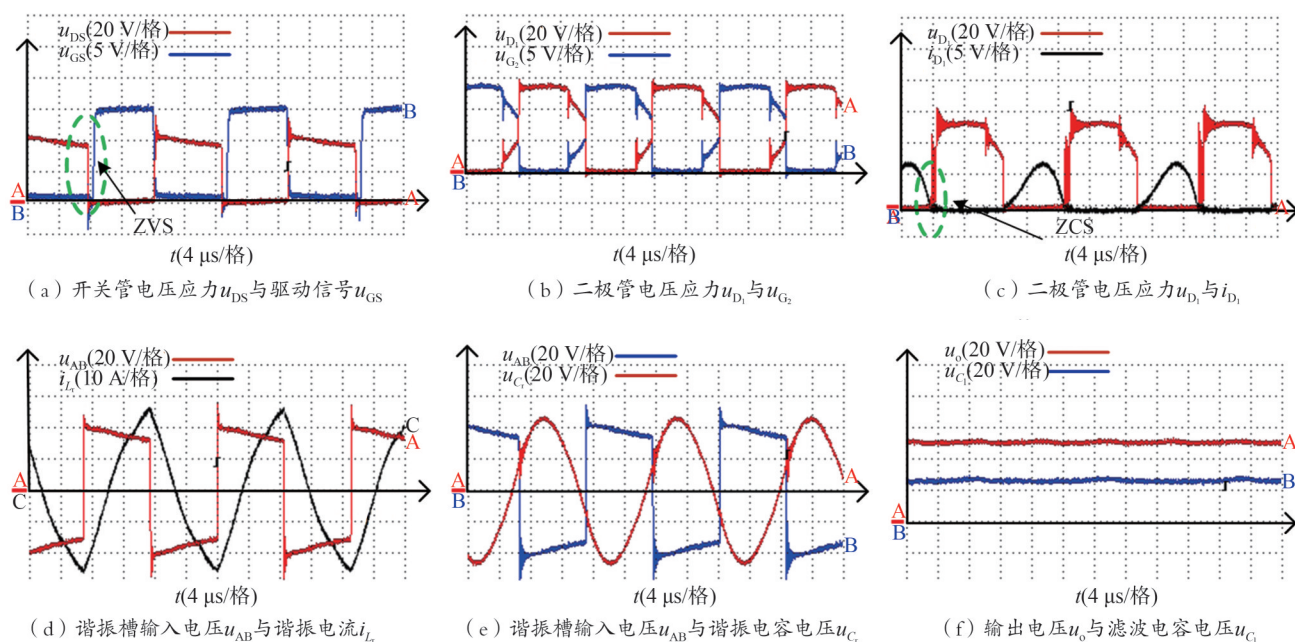 u_DS(20 V/格)
u_GS(5 V/格)
B
A
B
A
ZVS
t(4 μs/格)
(a) 开关管电压应力u_DS与驱动信号u_GS
u_D₁(20 V/格)
u_G₂(5 V/格)
A
B
A
B
t(4 μs/格)
(b) 二极管电压应力u_D₁与u_G₂
u_D₁(20 V/格)
i_D₁(5 V/格)
A
B
A
ZCS
t(4 μs/格)
(c) 二极管电压应力u_D₁与i_D₁
u_AB(20 V/格)
i_Lr(10 A/格)
C
A
A
C
t(4 μs/格)
(d) 谐振槽输入电压u_AB与谐振电流i_Lr
u_AB(20 V/格)
u_Cr(20 V/格)
A
A
B
B
t(4 μs/格)
(e) 谐振槽输入电压u_AB与谐振电容电压u_Cr
u_o(20 V/格)
u_C₁(20 V/格)
A
B
A
B
t(4 μs/格)
(f) 输出电压u_o与滤波电容电压u_C₁